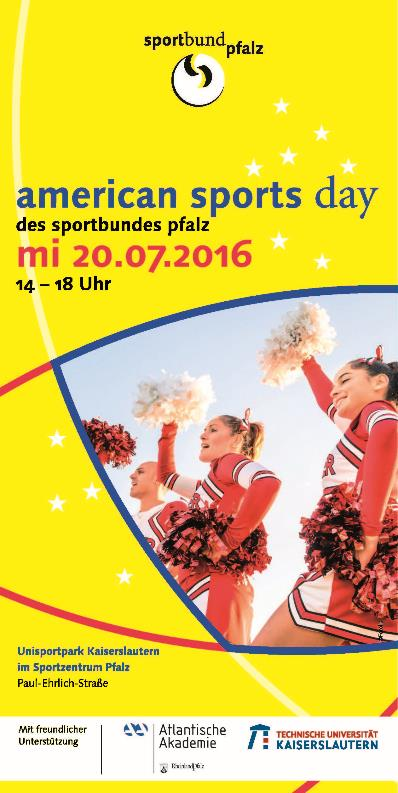 sportbund
pfalz
american sports day
des sportbundes pfalz
mi 20.07.2016
14 – 18 Uhr
Unisportpark Kaiserslautern
im Sportzentrum Pfalz
Paul-Ehrlich-Straße
Mit freundlicher
Unterstützung
Atlantische
Akademie
RheinlandPfalz
TECHNISCHE UNIVERSITÄT
KAISERSLAUTERN